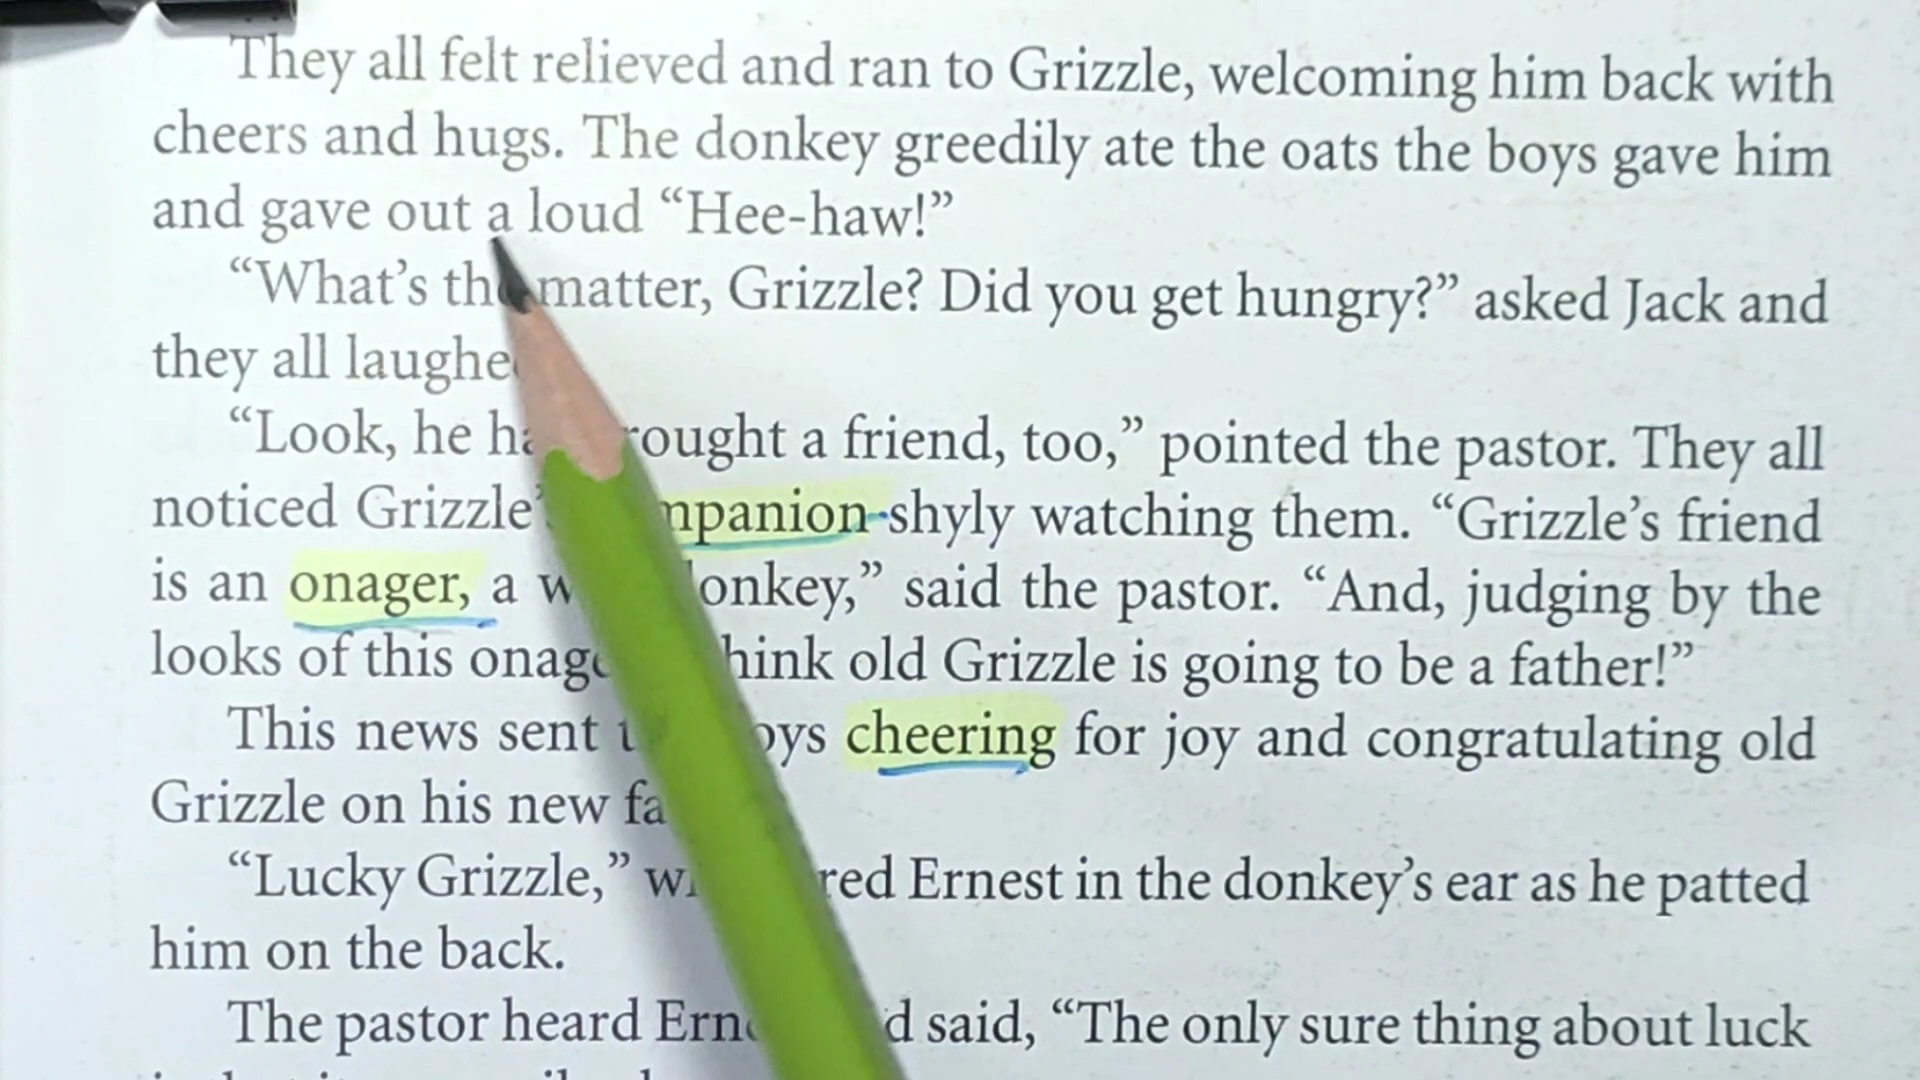 They all felt relieved and ran to Grizzle, welcoming him back with
cheers and hugs. The donkey greedily ate the oats the boys gave him
and gave out a loud “Hee-haw!”
“What’s the matter, Grizzle? Did you get hungry?” asked Jack and
they all laughe
“Look, he ha rought a friend, too,” pointed the pastor. They all
noticed Grizzle’ mpanion shyly watching them. “Grizzle’s friend
is an onager, a w onkey,” said the pastor. “And, judging by the
looks of this onage hink old Grizzle is going to be a father!”
This news sent oys cheering for joy and congratulating old
Grizzle on his new fa
“Lucky Grizzle,” w red Ernest in the donkey’s ear as he patted
him on the back.
The pastor heard Erne d said, “The only sure thing about luck